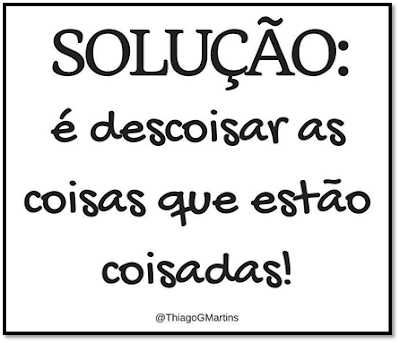 SOLUÇÃO:
é descoisar as
coisas que estão
coisadas!
@ThiagoGMartins